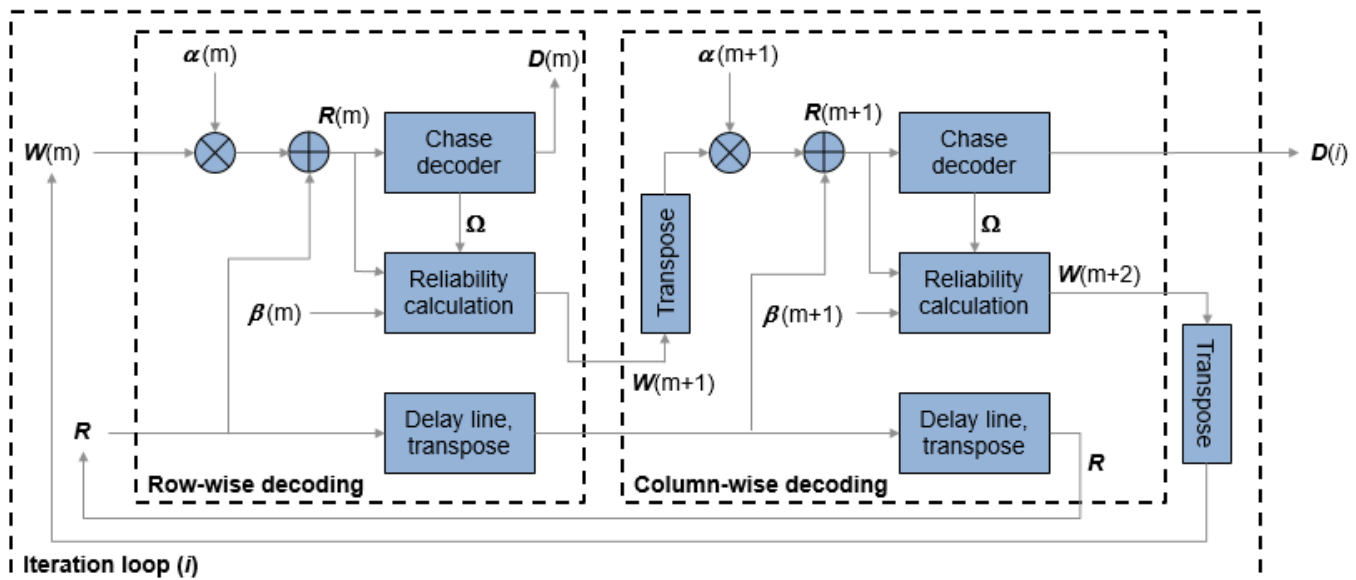 α(m)
D(m)
R(m)
W(m)
Chase
decoder
Ω
Reliability
calculation
β(m)
W(m+1)
R
Delay line,
transpose
Row-wise decoding
α(m+1)
R(m+1)
Transpose
Chase
decoder
D(i)
Ω
Reliability
calculation
W(m+2)
β(m+1)
Transpose
Delay line,
transpose
R
Column-wise decoding
Iteration loop (i)